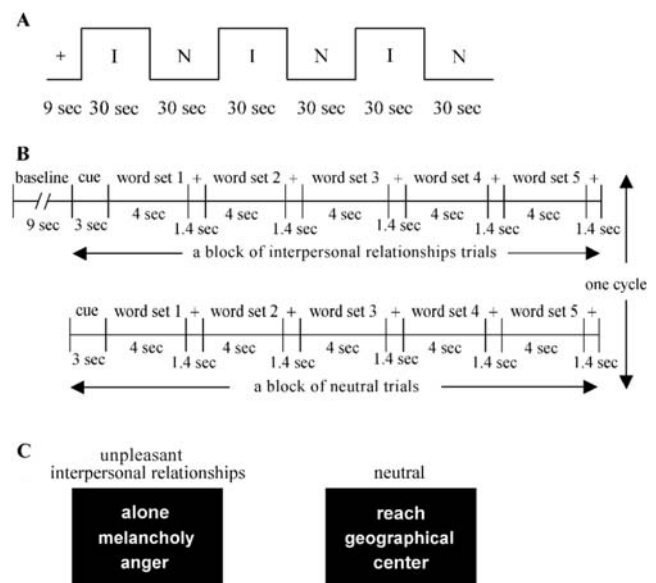 A
+ I N I N I N
9 sec 30 sec 30 sec 30 sec 30 sec 30 sec 30 sec
B
baseline cue word set 1 + word set 2 + word set 3 + word set 4 + word set 5 +
9 sec 3 sec 4 sec 1.4 sec 4 sec 1.4 sec 4 sec 1.4 sec 4 sec 1.4 sec 4 sec 1.4 sec
a block of interpersonal relationships trials
one cycle
cue word set 1 + word set 2 + word set 3 + word set 4 + word set 5 +
3 sec 4 sec 1.4 sec 4 sec 1.4 sec 4 sec 1.4 sec 4 sec 1.4 sec 4 sec 1.4 sec
a block of neutral trials
C
unpleasant
interpersonal relationships
alone
melancholy
anger
neutral
reach
geographical
center